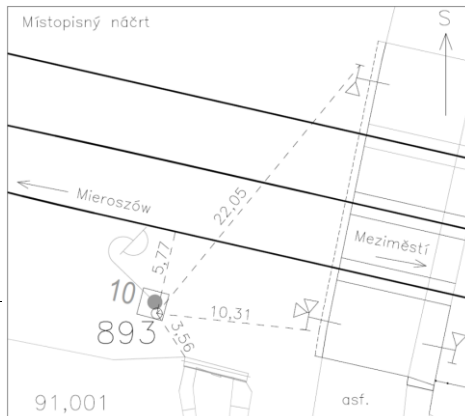 Místopisný náčrt
S
Mieroszów
22,05
Meziměstí
5,77
10
10,31
893
3,56
91,001
asf.